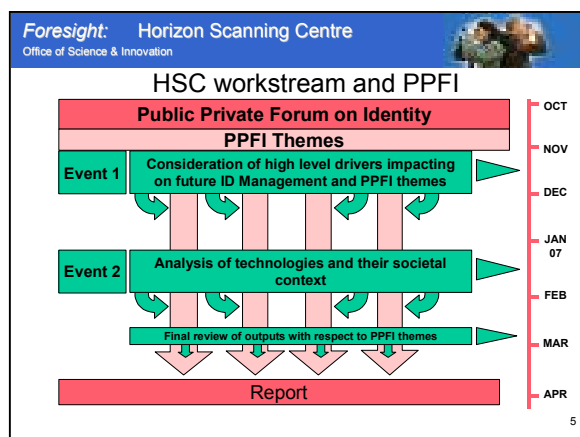 Foresight: Horizon Scanning Centre
Office of Science & Innovation
HSC workstream and PPFI
Public Private Forum on Identity
PPFI Themes
Event 1
Consideration of high level drivers impacting
on future ID Management and PPFI themes
Event 2
Analysis of technologies and their societal
context
Final review of outputs with respect to PPFI themes
Report
OCT
NOV
DEC
JAN
07
FEB
MAR
APR
5